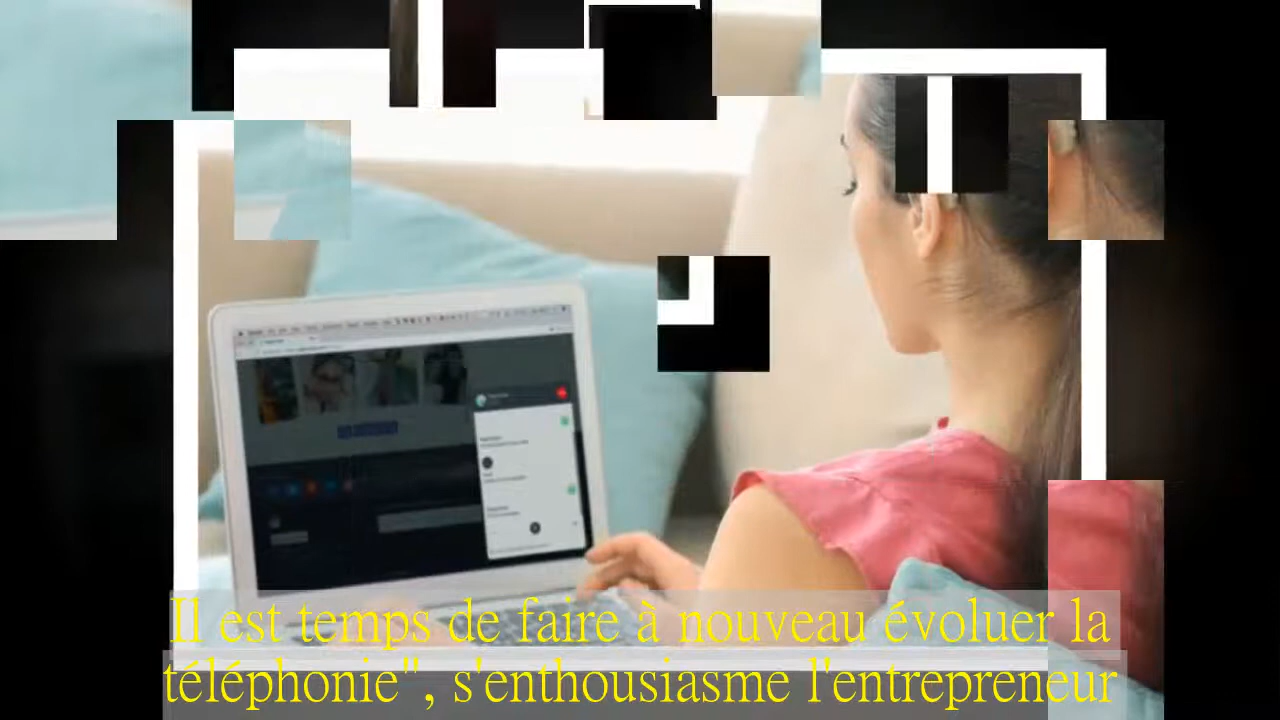 Il est temps de faire à nouveau évoluer la
téléphonie", s'enthousiasme l'entrepreneur